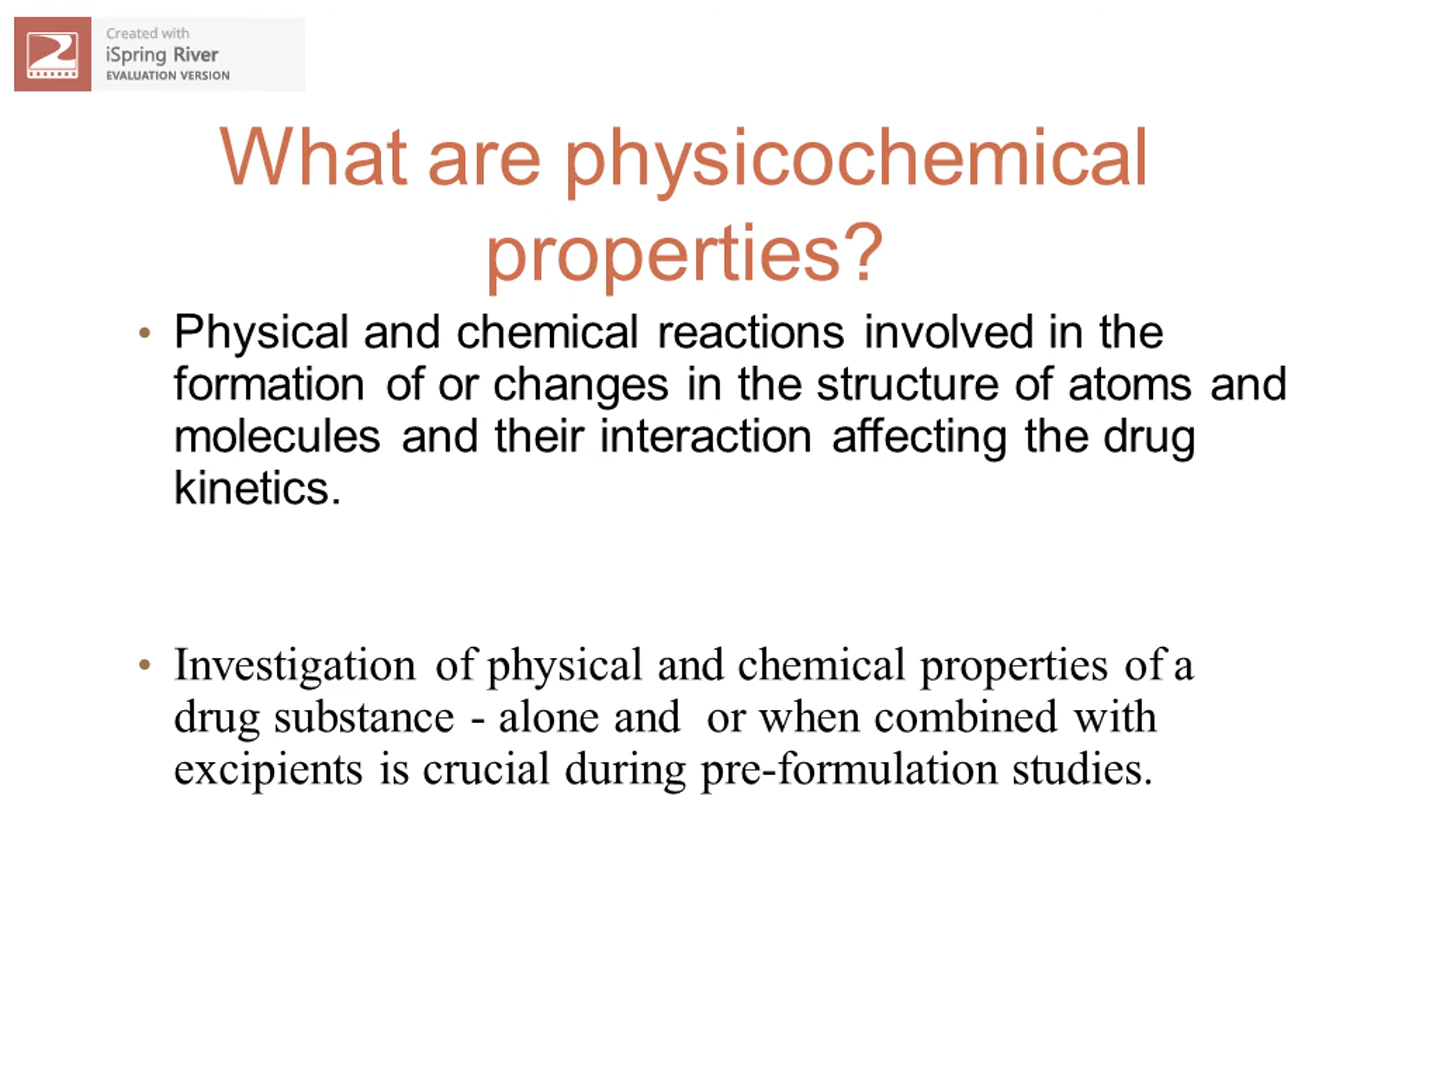 Created with
iSpring River
EVALUATION VERSION
What are physicochemical
properties?
• Physical and chemical reactions involved in the
formation of or changes in the structure of atoms and
molecules and their interaction affecting the drug
kinetics.
• Investigation of physical and chemical properties of a
drug substance - alone and or when combined with
excipients is crucial during pre-formulation studies.